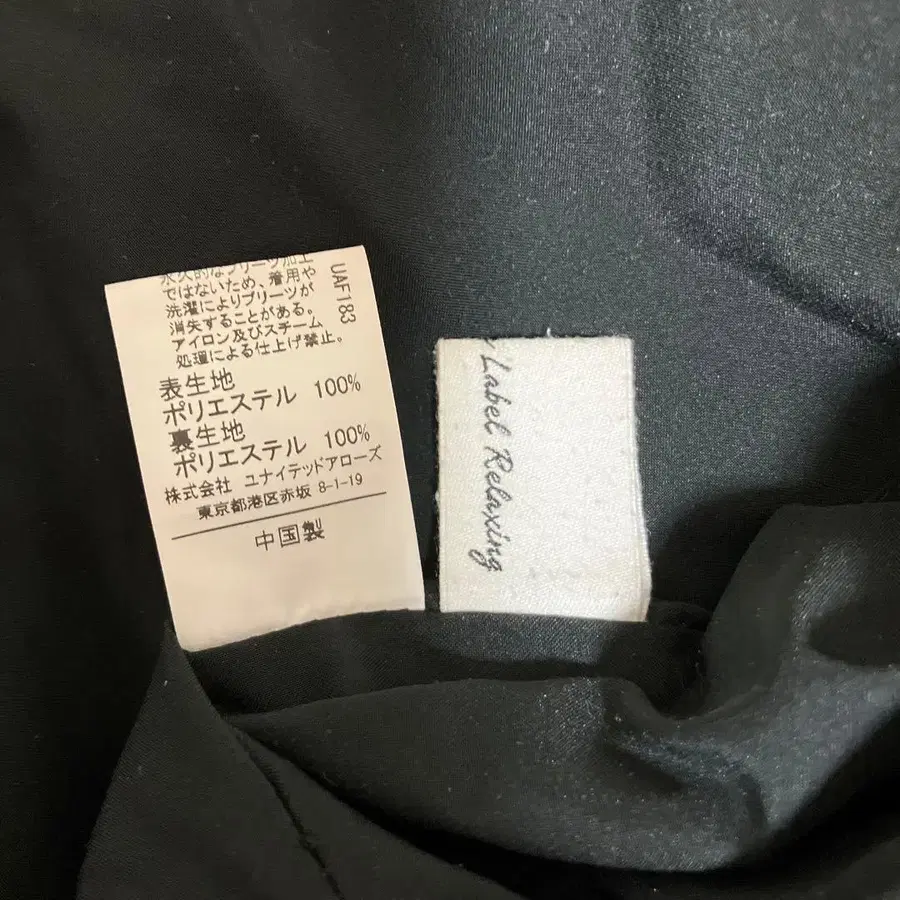 永久的なプリーツ加工
ではないため、着用や
洗濯によりプリーツが
消失することがある。
アイロン及びスチーム
処理による仕上げ禁止。
UAF183
表生地
ポリエステル 100%
裏生地
ポリエステル 100%
株式会社 ユナイテッドアローズ
東京都港区赤坂 8-1-19
中国製
Label Relaxing